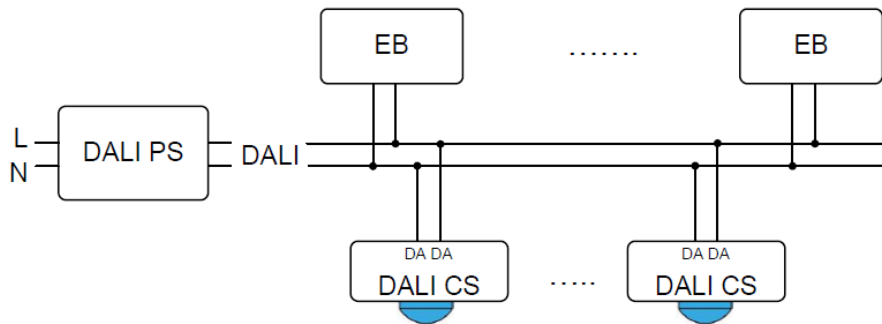 EB ....... EB
L
DALI PS
DALI
N
DA DA
DALI CS
.....
DA DA
DALI CS